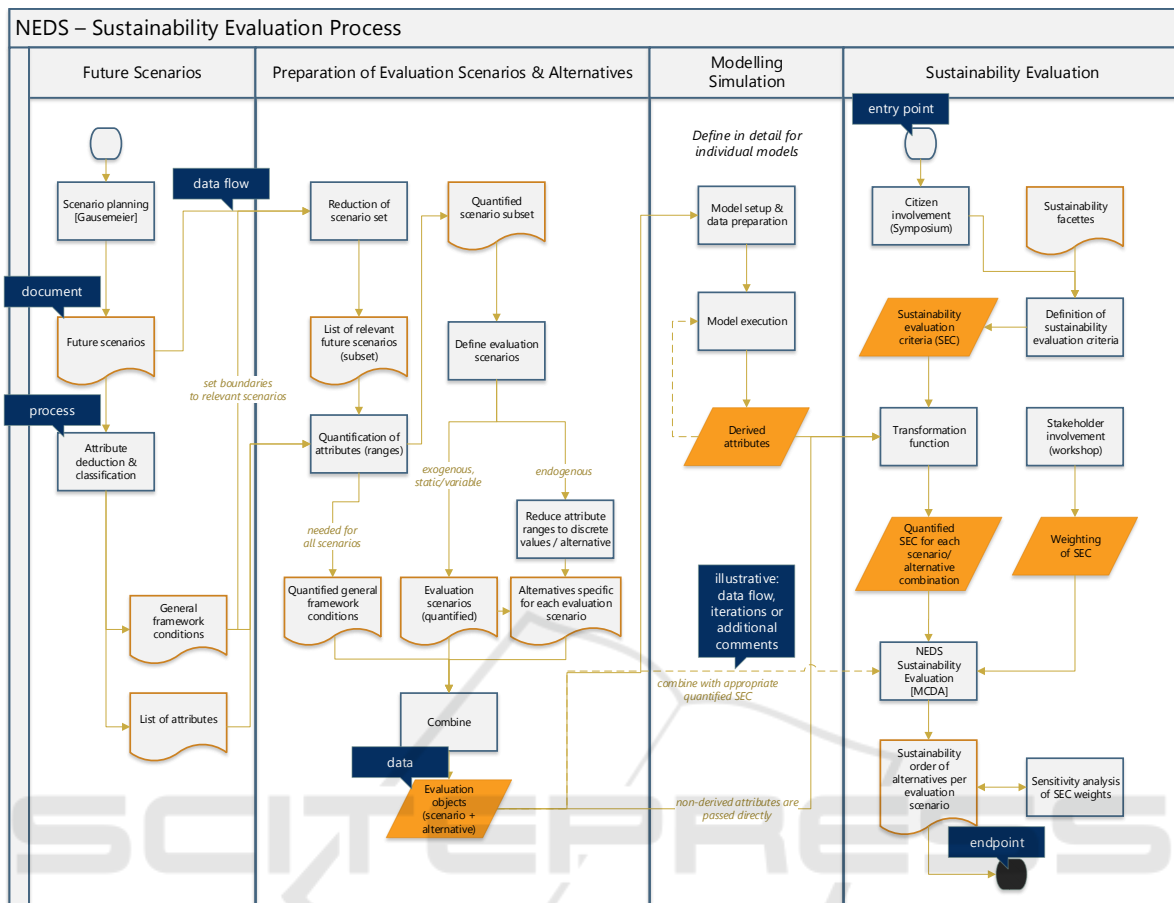 NEDS – Sustainability Evaluation Process
Future Scenarios
Preparation of Evaluation Scenarios & Alternatives
Modelling
Simulation
Sustainability Evaluation
Scenario planning
[Gausemeier]
data flow
document
Future scenarios
process
Attribute
deduction &
classification
set boundaries
to relevant scenarios
General
framework
conditions
List of attributes
Reduction of
scenario set
Quantified
scenario subset
List of relevant
future scenarios
(subset)
Define evaluation
scenarios
Quantification of
attributes (ranges)
exogenous,
static/variable
endogenous
needed for
all scenarios
Reduce attribute
ranges to discrete
values / alternative
Quantified general
framework
conditions
Evaluation
scenarios
(quantified)
Alternatives specific
for each evaluation
scenario
Combine
data
Evaluation
objects
(scenario +
alternative)
Define in detail for
individual models
Model setup &
data preparation
Model execution
Derived
attributes
illustrative:
data flow,
iterations or
additional
comments
combine with appropriate
quantified SEC
non-derived attributes are
passed directly
entry point
Citizen
involvement
(Symposium)
Sustainability
facettes
Sustainability
evaluation
criteria (SEC)
Definition of
sustainability
evaluation criteria
Transformation
function
Stakeholder
involvement
(workshop)
Quantified
SEC for each
scenario/
alternative
combination
Weighting
of SEC
NEDS
Sustainability
Evaluation
[MCDA]
Sustainability
order of
alternatives per
evaluation
scenario
Sensitivity analysis
of SEC weights
endpoint
SCITEPRESS